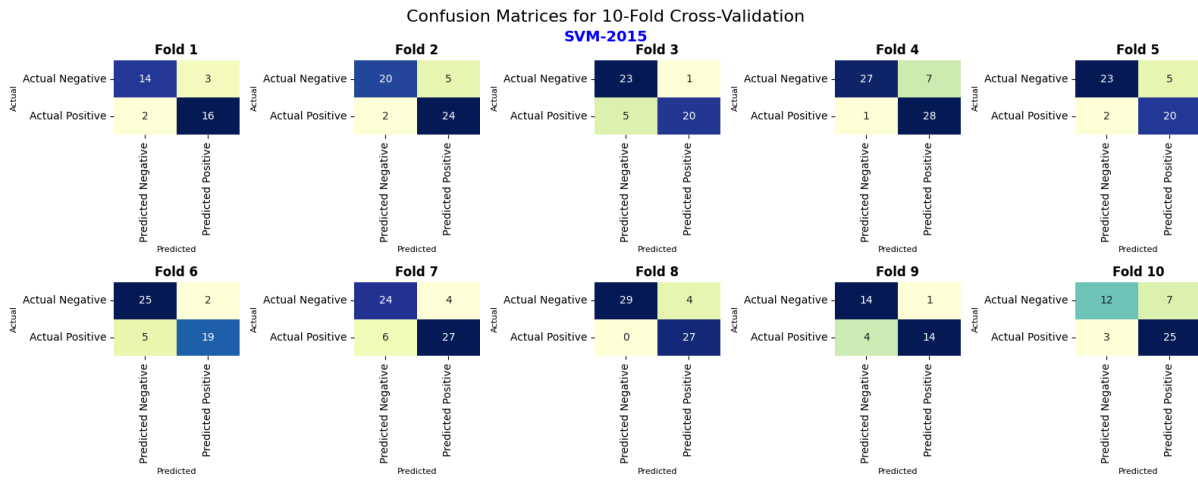 Confusion Matrices for 10-Fold Cross-Validation
SVM-2015
Fold 1
Actual
Actual Negative
14 3
Actual Positive
2 16
Predicted Negative
Predicted Positive
Predicted
Fold 2
Actual
Actual Negative
20 5
Actual Positive
2 24
Predicted Negative
Predicted Positive
Predicted
Fold 3
Actual
Actual Negative
23 1
Actual Positive
5 20
Predicted Negative
Predicted Positive
Predicted
Fold 4
Actual
Actual Negative
27 7
Actual Positive
1 28
Predicted Negative
Predicted Positive
Predicted
Fold 5
Actual
Actual Negative
23 5
Actual Positive
2 20
Predicted Negative
Predicted Positive
Predicted
Fold 6
Actual
Actual Negative
25 2
Actual Positive
5 19
Predicted Negative
Predicted Positive
Predicted
Fold 7
Actual
Actual Negative
24 4
Actual Positive
6 27
Predicted Negative
Predicted Positive
Predicted
Fold 8
Actual
Actual Negative
29 4
Actual Positive
0 27
Predicted Negative
Predicted Positive
Predicted
Fold 9
Actual
Actual Negative
14 1
Actual Positive
4 14
Predicted Negative
Predicted Positive
Predicted
Fold 10
Actual
Actual Negative
12 7
Actual Positive
3 25
Predicted Negative
Predicted Positive
Predicted